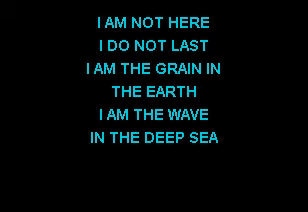 I AM NOT HERE
I DO NOT LAST
I AM THE GRAIN IN
THE EARTH
I AM THE WAVE
IN THE DEEP SEA